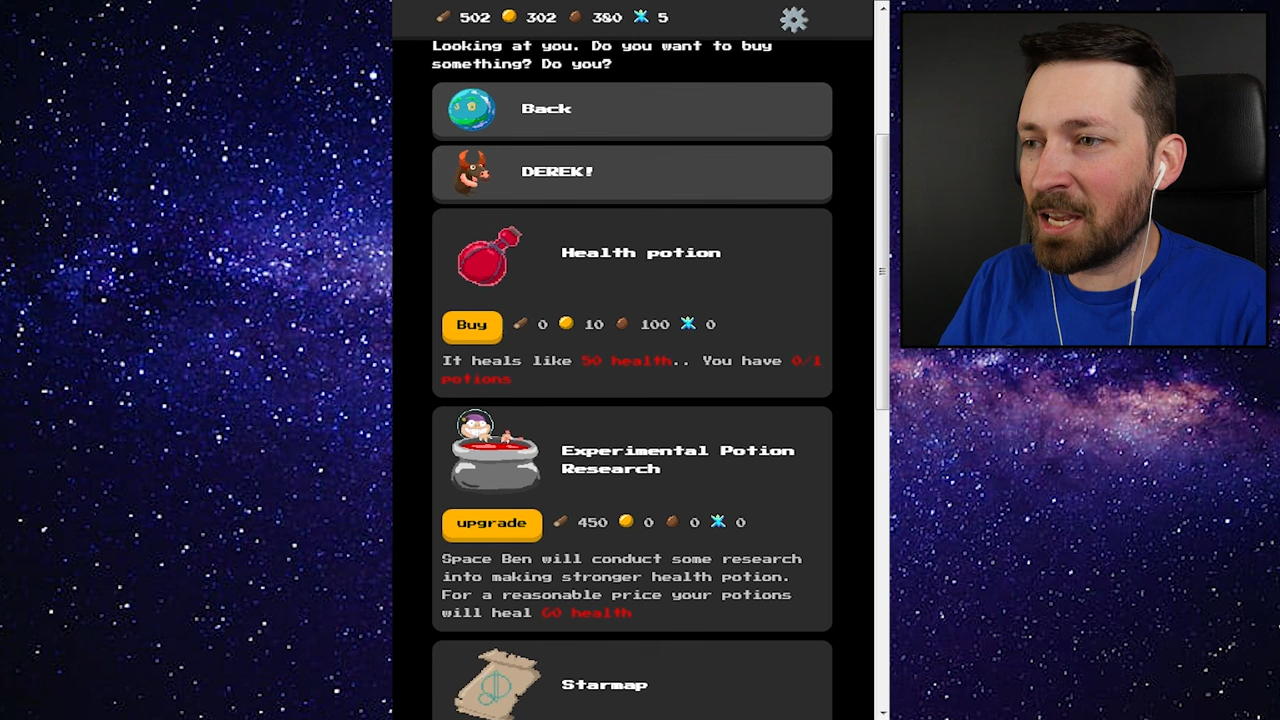 502 302 380 5
Looking at you. Do you want to buy
something? Do you?
Back
DEREK!
Health potion
Buy 0 10 100 0
It heals like 50 health.. You have 0/1
potions
Experimental Potion
Research
upgrade 450 0 0 0
Space Ben will conduct some research
into making stronger health potion.
For a reasonable price your potions
will heal 60 health
Starmap